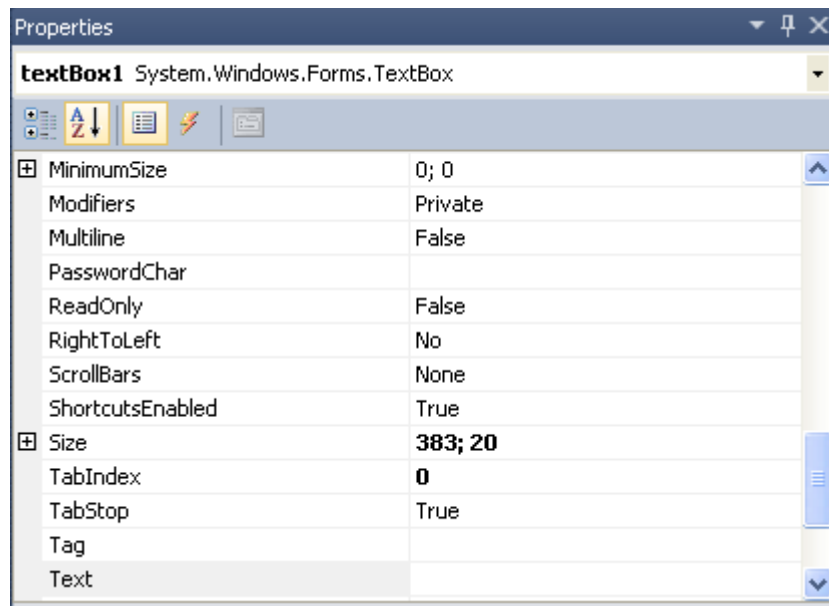 Properties
textBox1 System.Windows.Forms.TextBox
MinimumSize 0; 0
Modifiers Private
Multiline False
PasswordChar
ReadOnly False
RightToLeft No
ScrollBars None
ShortcutsEnabled True
Size 383; 20
TabIndex 0
TabStop True
Tag
Text